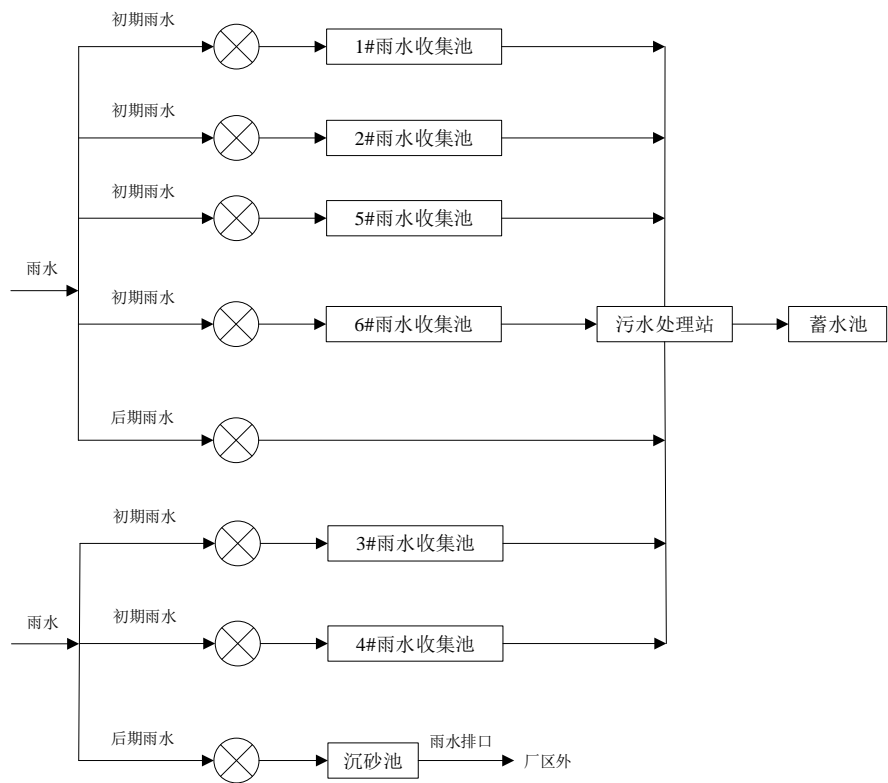 初期雨水
1#雨水收集池
初期雨水
2#雨水收集池
初期雨水
5#雨水收集池
雨水
初期雨水
6#雨水收集池
污水处理站
蓄水池
后期雨水
初期雨水
3#雨水收集池
雨水
初期雨水
4#雨水收集池
后期雨水
沉砂池
雨水排口
厂区外